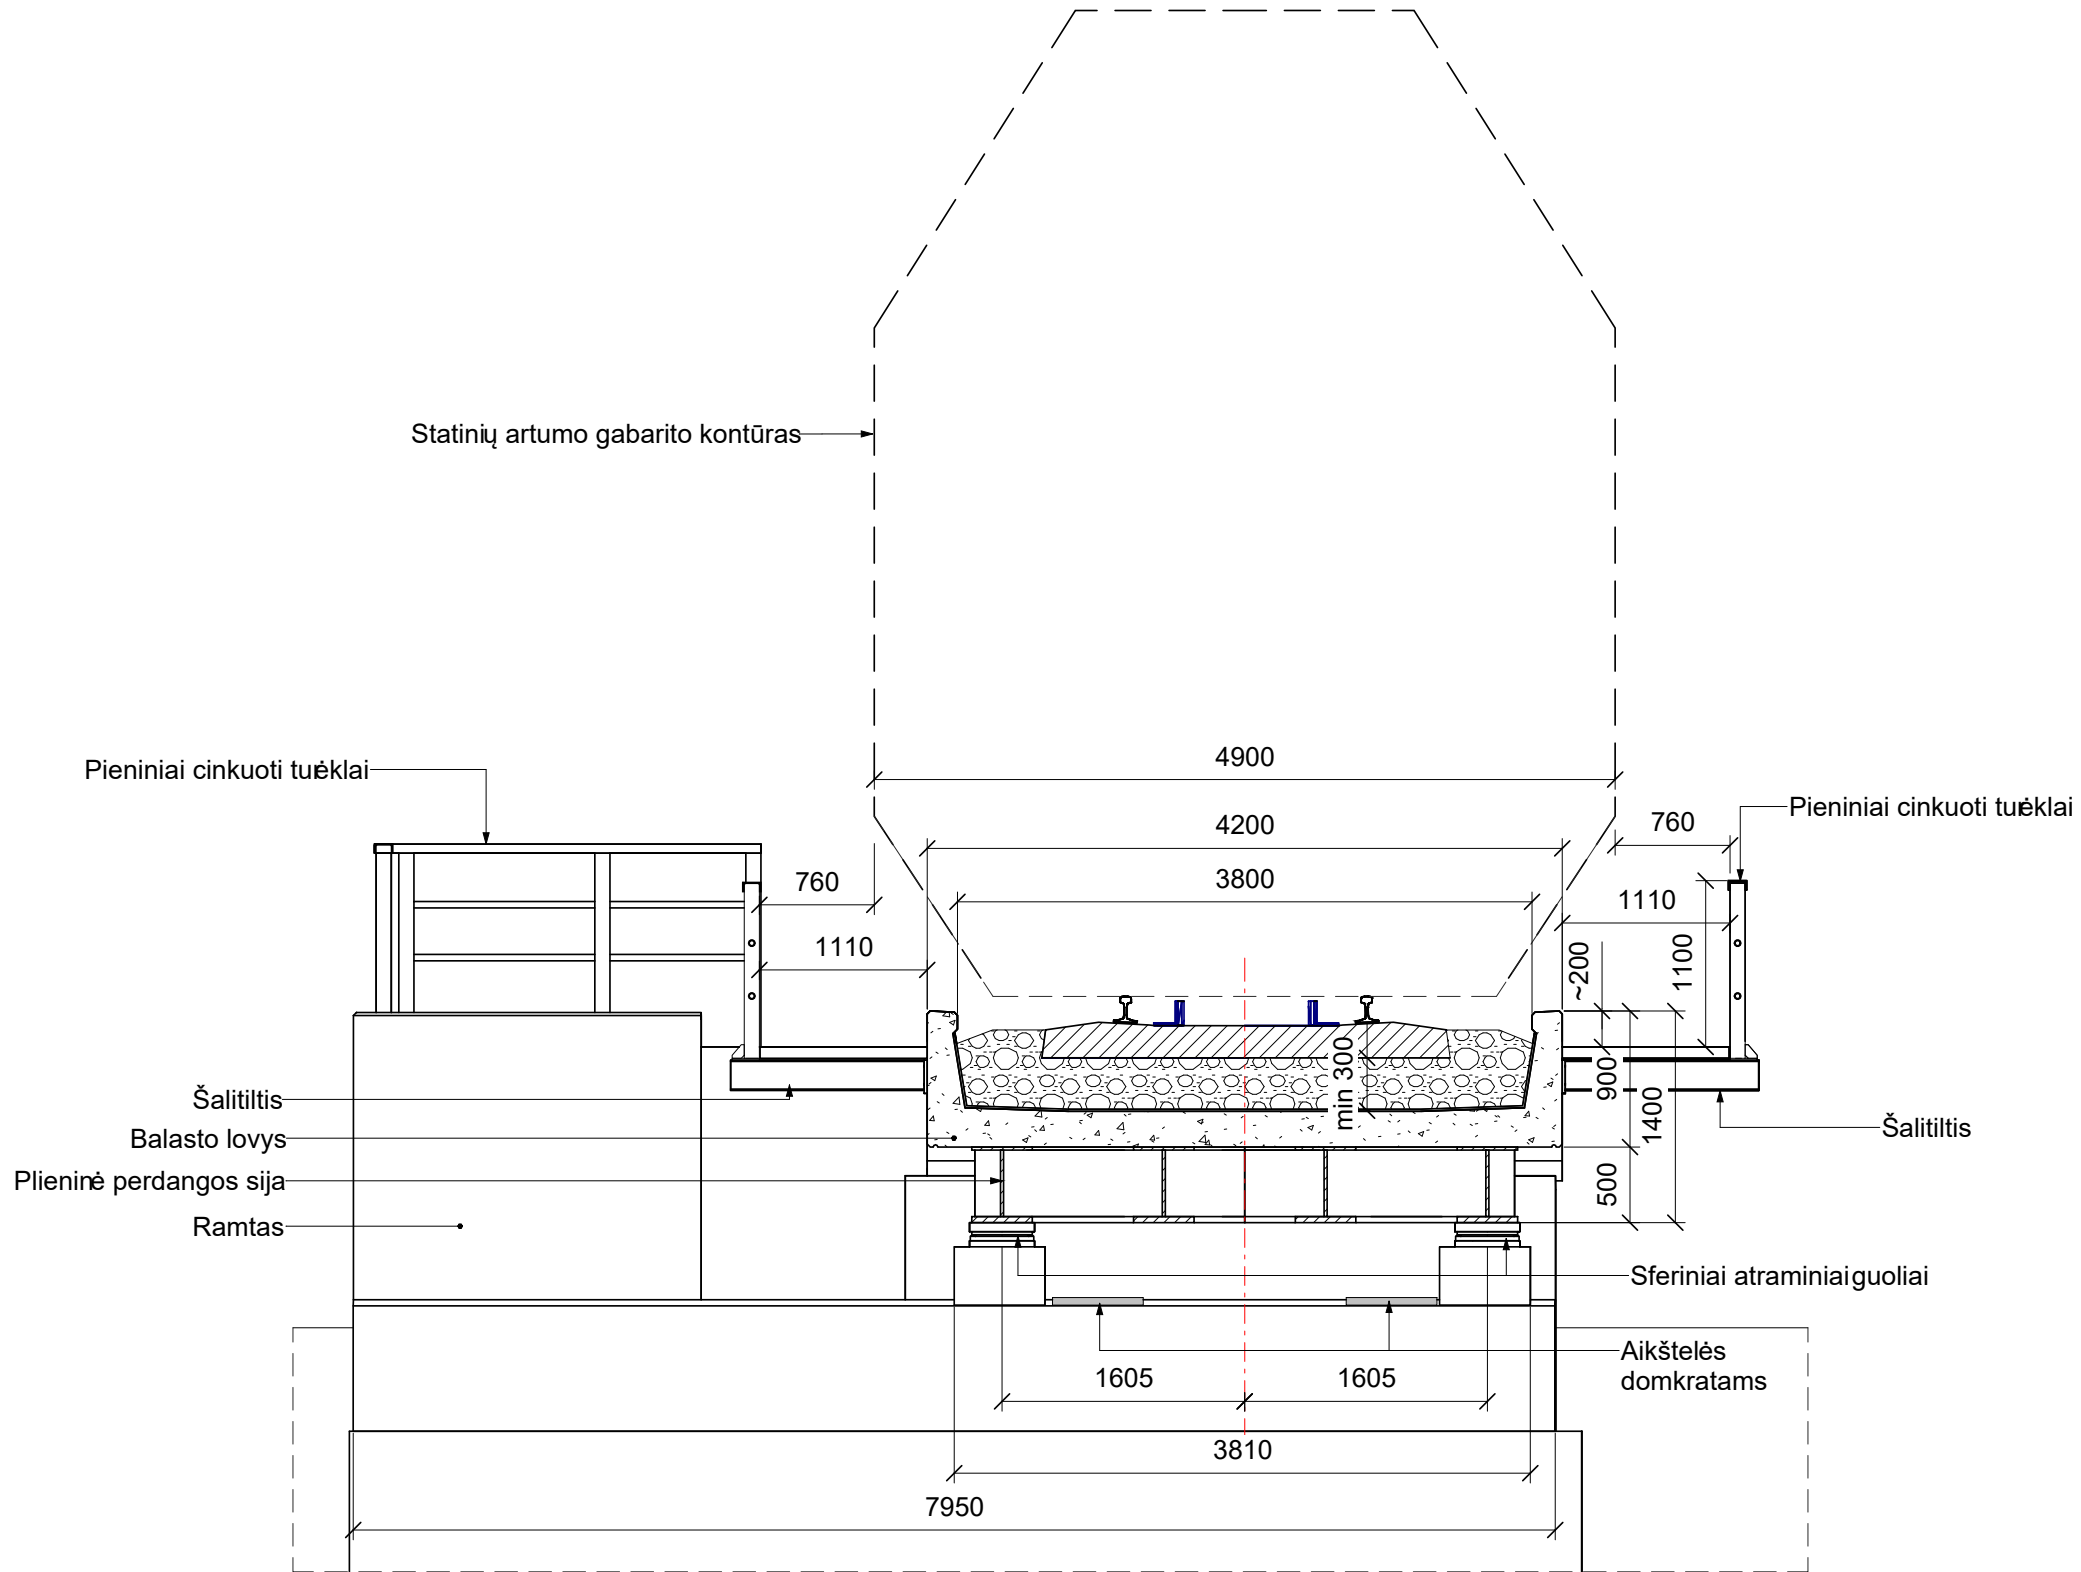 Statinių artumo gabarito kontūras
4900
Pieniniai cinkuoti turėklai
Pieniniai cinkuoti turėklai
4200
760
760
3800
1110
1110
~200
1100
min 300
900
1400
500
Šalitiltis
Balasto lovys
Šalitiltis
Plieninė perdangos sija
Ramtas
Sferiniai atraminiai guoliai
Aikštelės
domkratams
1605
1605
3810
7950